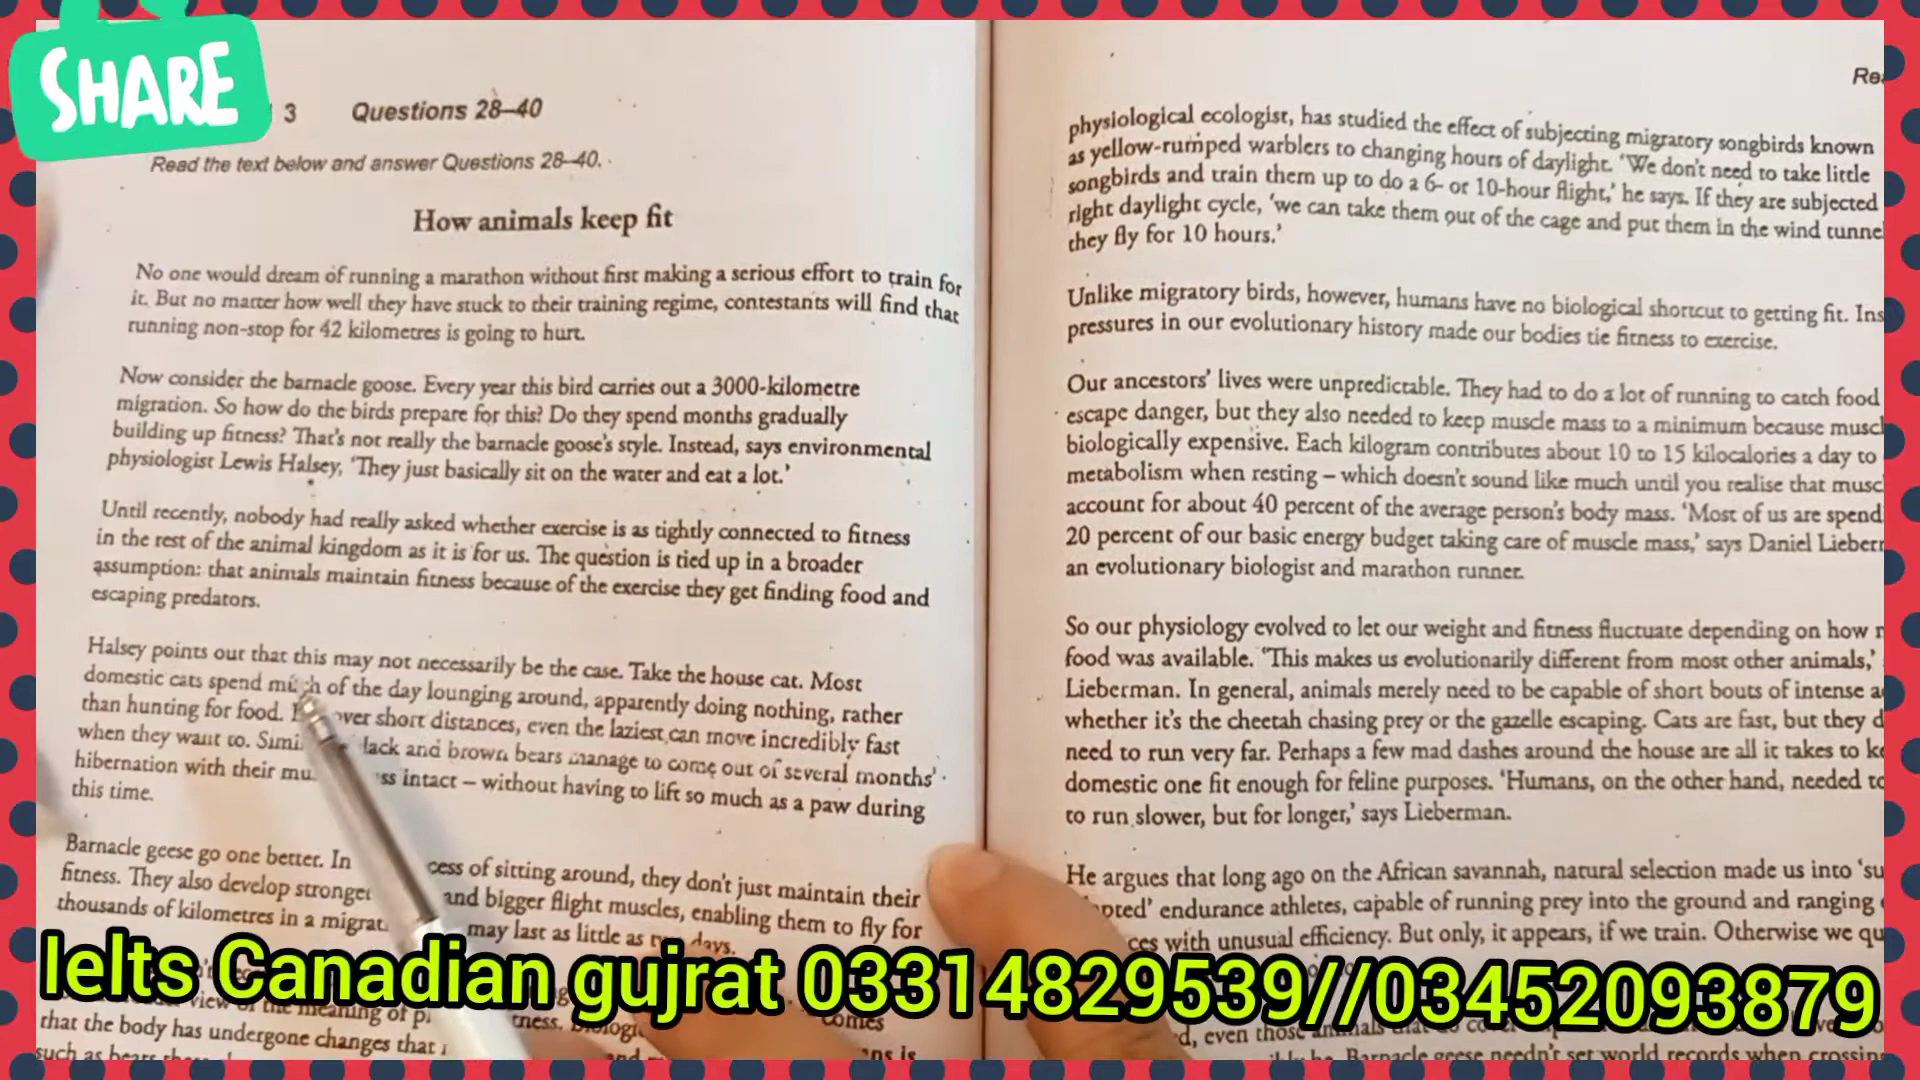 SHARE
3 Questions 28–40
Read the text below and answer Questions 28–40.
How animals keep fit
No one would dream of running a marathon without first making a serious effort to train for
it. But no matter how well they have stuck to their training regime, contestants will find that
running non-stop for 42 kilometres is going to hurt.
Now consider the barnacle goose. Every year this bird carries out a 3000-kilometre
migration. So how do the birds prepare for this? Do they spend months gradually
building up fitness? That's not really the barnacle goose's style. Instead, says environmental
physiologist Lewis Halsey, 'They just basically sit on the water and eat a lot.'
Until recently, nobody had really asked whether exercise is as tightly connected to fitness
in the rest of the animal kingdom as it is for us. The question is tied up in a broader
assumption: that animals maintain fitness because of the exercise they get finding food and
escaping predators.
Halsey points out that this may not necessarily be the case. Take the house cat. Most
domestic cats spend much of the day lounging around, apparently doing nothing, rather
than hunting for food. over short distances, even the laziest can move incredibly fast
when they want to. black and brown bears manage to come out of several months'
hibernation with their intact – without having to lift so much as a paw during
this time.
Barnacle geese go one better. In of sitting around, they don't just maintain their
fitness. They also develop stronger and bigger flight muscles, enabling them to fly for
thousands of kilometres in a may last as little as two days.
view of the meaning of
comes
that the body has undergone changes that
such as bears
physiological ecologist, has studied the effect of subjecting migratory songbirds known
as yellow-rumped warblers to changing hours of daylight. 'We don't need to take little
songbirds and train them up to do a 6- or 10-hour flight,' he says. If they are subjected
right daylight cycle, 'we can take them out of the cage and put them in the wind
they fly for 10 hours.'
Unlike migratory birds, however, humans have no biological shortcut to getting fit.
pressures in our evolutionary history made our bodies tie fitness to exercise.
Our ancestors' lives were unpredictable. They had to do a lot of running to catch food
escape danger, but they also needed to keep muscle mass to a minimum because
biologically expensive. Each kilogram contributes about 10 to 15 kilocalories a day to
metabolism when resting – which doesn't sound like much until you realise that
account for about 40 percent of the average person's body mass. 'Most of us are
20 percent of our basic energy budget taking care of muscle mass,' says Daniel
an evolutionary biologist and marathon runner.
So our physiology evolved to let our weight and fitness fluctuate depending on how
food was available. 'This makes us evolutionarily different from most other animals,'
Lieberman. In general, animals merely need to be capable of short bouts of intense
whether it's the cheetah chasing prey or the gazelle escaping. Cats are fast, but they
need to run very far. Perhaps a few mad dashes around the house are all it takes to
domestic one fit enough for feline purposes. 'Humans, on the other hand, needed
to run slower, but for longer,' says Lieberman.
He argues that long ago on the African savannah, natural selection made us into
endurance athletes, capable of running prey into the ground and ranging
with unusual efficiency. But only, it appears, if we train. Otherwise we
even those animals that
Barnacle geese needn't set world records when crossing
Ielts Canadian gujrat 03314829539//03452093879